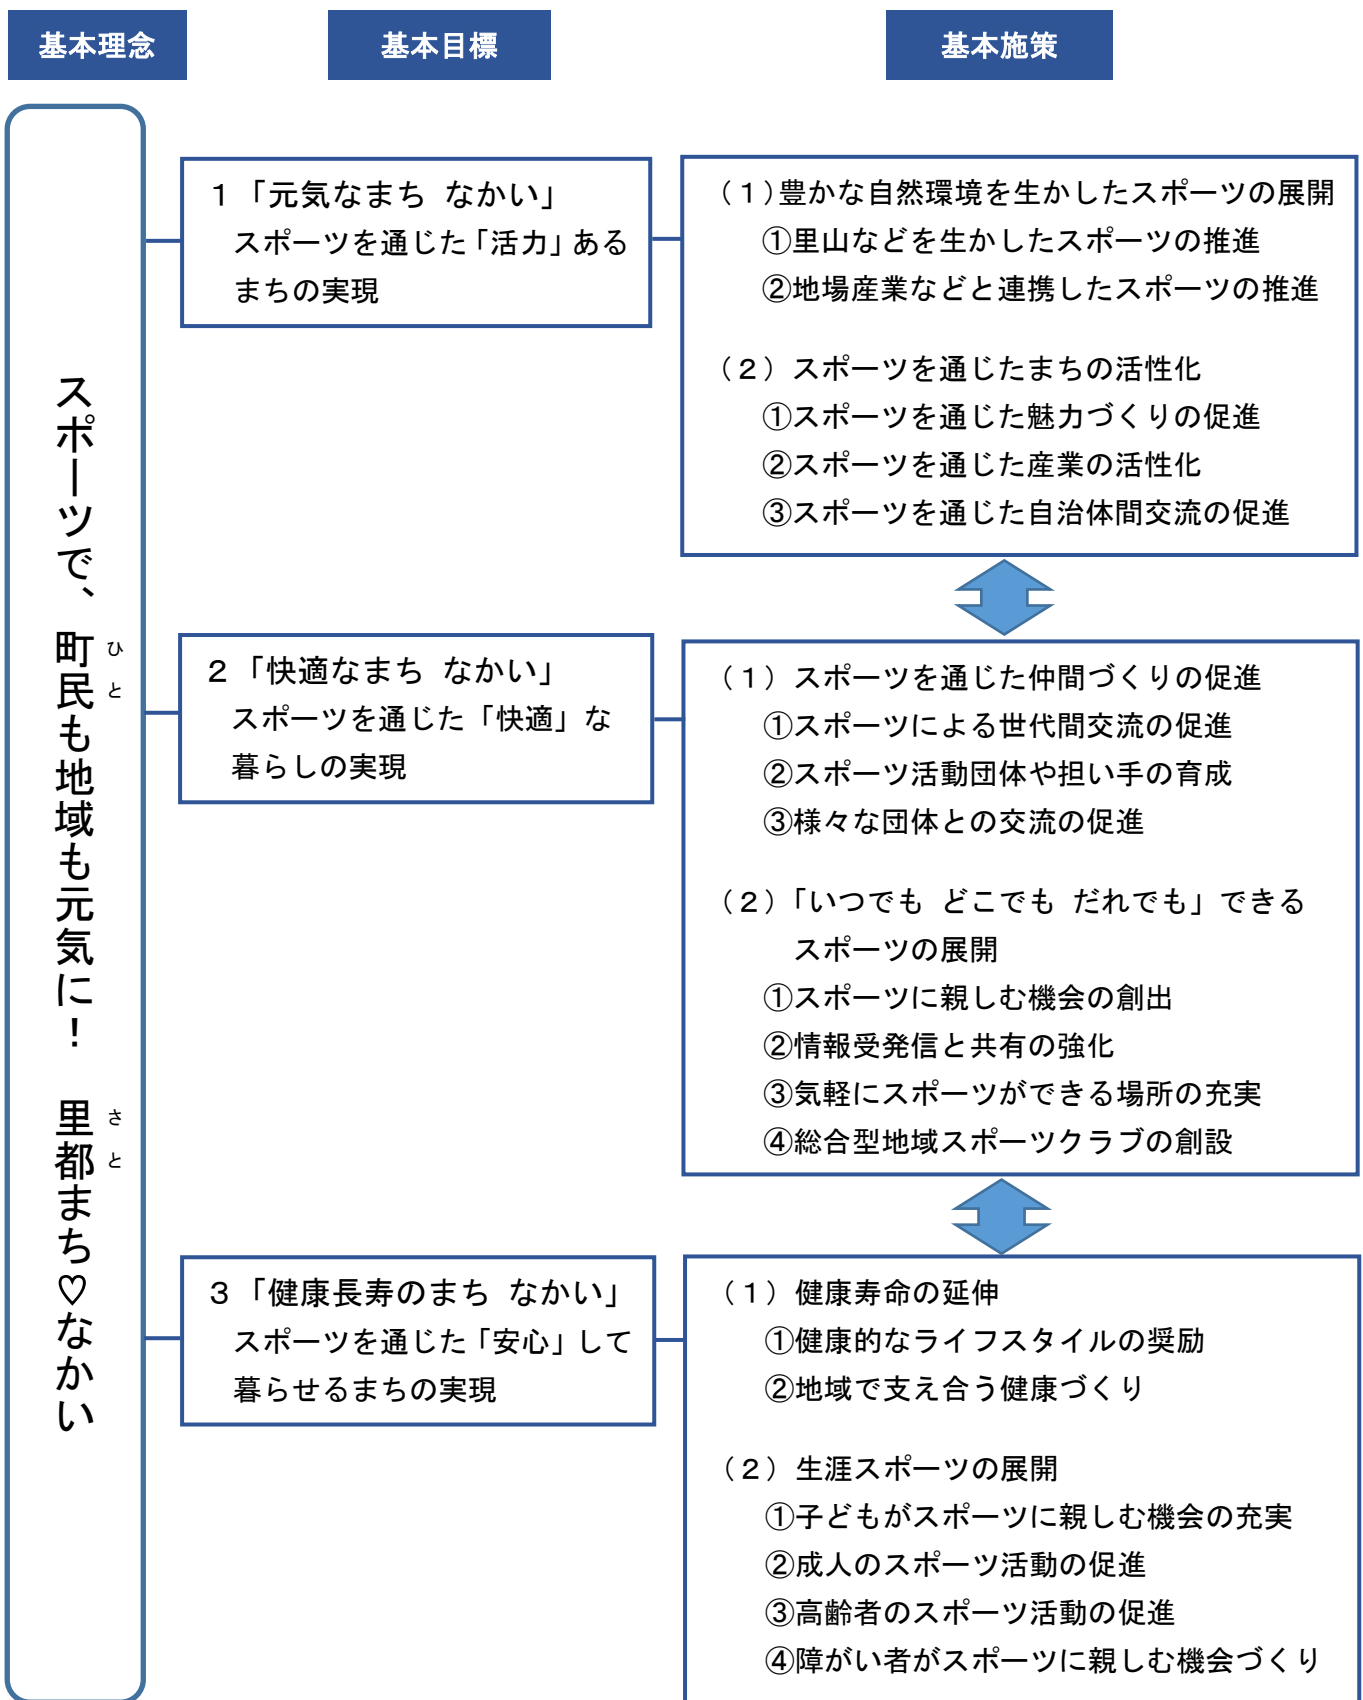 基本理念
基本目標
基本施策
スポーツで、町民も地域も元気に！ 里都まち♡なかい
ひと
さと
１「元気なまち なかい」
スポーツを通じた「活力」ある
まちの実現
（１）豊かな自然環境を生かしたスポーツの展開
①里山などを生かしたスポーツの推進
②地場産業などと連携したスポーツの推進
（２）スポーツを通じたまちの活性化
①スポーツを通じた魅力づくりの促進
②スポーツを通じた産業の活性化
③スポーツを通じた自治体間交流の促進
２「快適なまち なかい」
スポーツを通じた「快適」な
暮らしの実現
（１）スポーツを通じた仲間づくりの促進
①スポーツによる世代間交流の促進
②スポーツ活動団体や担い手の育成
③様々な団体との交流の促進
（２）「いつでも どこでも だれでも」できる
スポーツの展開
①スポーツに親しむ機会の創出
②情報受発信と共有の強化
③気軽にスポーツができる場所の充実
④総合型地域スポーツクラブの創設
３「健康長寿のまち なかい」
スポーツを通じた「安心」して
暮らせるまちの実現
（１）健康寿命の延伸
①健康的なライフスタイルの奨励
②地域で支え合う健康づくり
（２）生涯スポーツの展開
①子どもがスポーツに親しむ機会の充実
②成人のスポーツ活動の促進
③高齢者のスポーツ活動の促進
④障がい者がスポーツに親しむ機会づくり